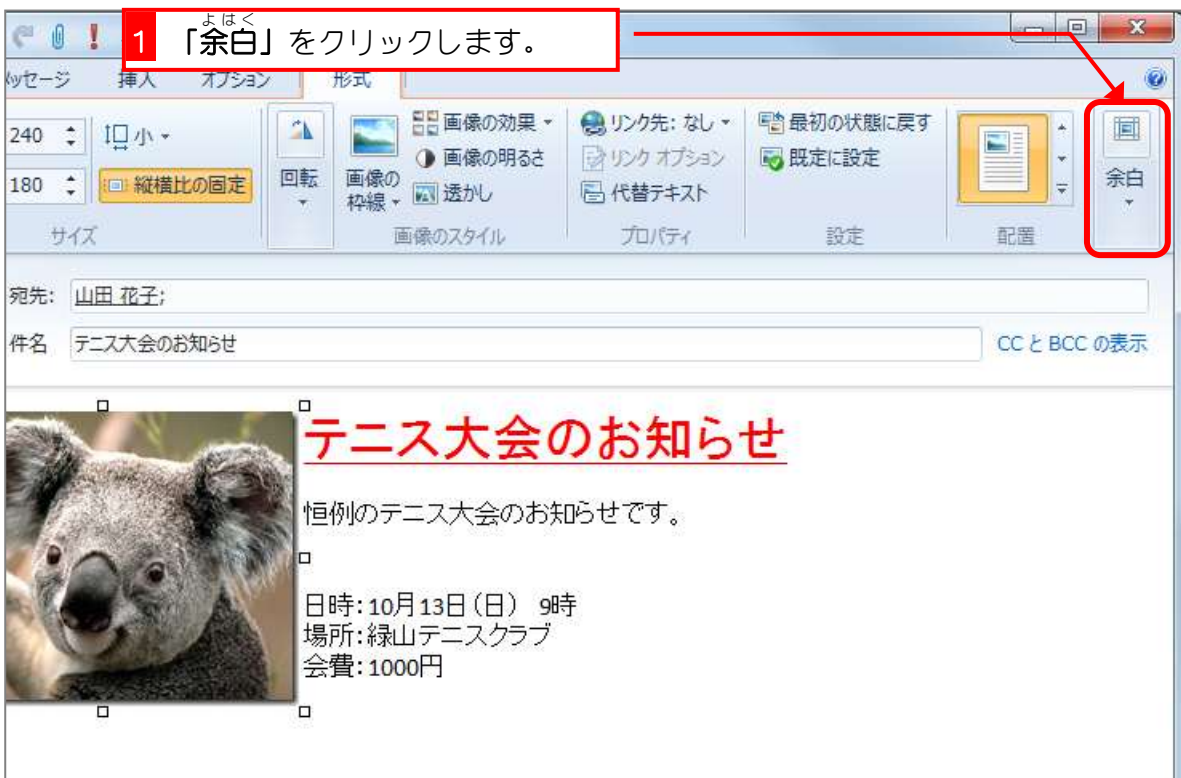 よはく
1 「余白」をクリックします。
挿入 オプション 形式
240 小 回転 画像の枠線 画像の効果 リンク先: なし 最初の状態に戻す 余白
画像の明るさ リンク オプション 既定に設定
180 縦横比の固定 透かし 代替テキスト
サイズ 画像のスタイル プロパティ 設定 配置
宛先: 山田 花子;
件名 テニス大会のお知らせ CC と BCC の表示
テニス大会のお知らせ
恒例のテニス大会のお知らせです。
日時:10月13日(日) 9時
場所:緑山テニスクラブ
会費:1000円